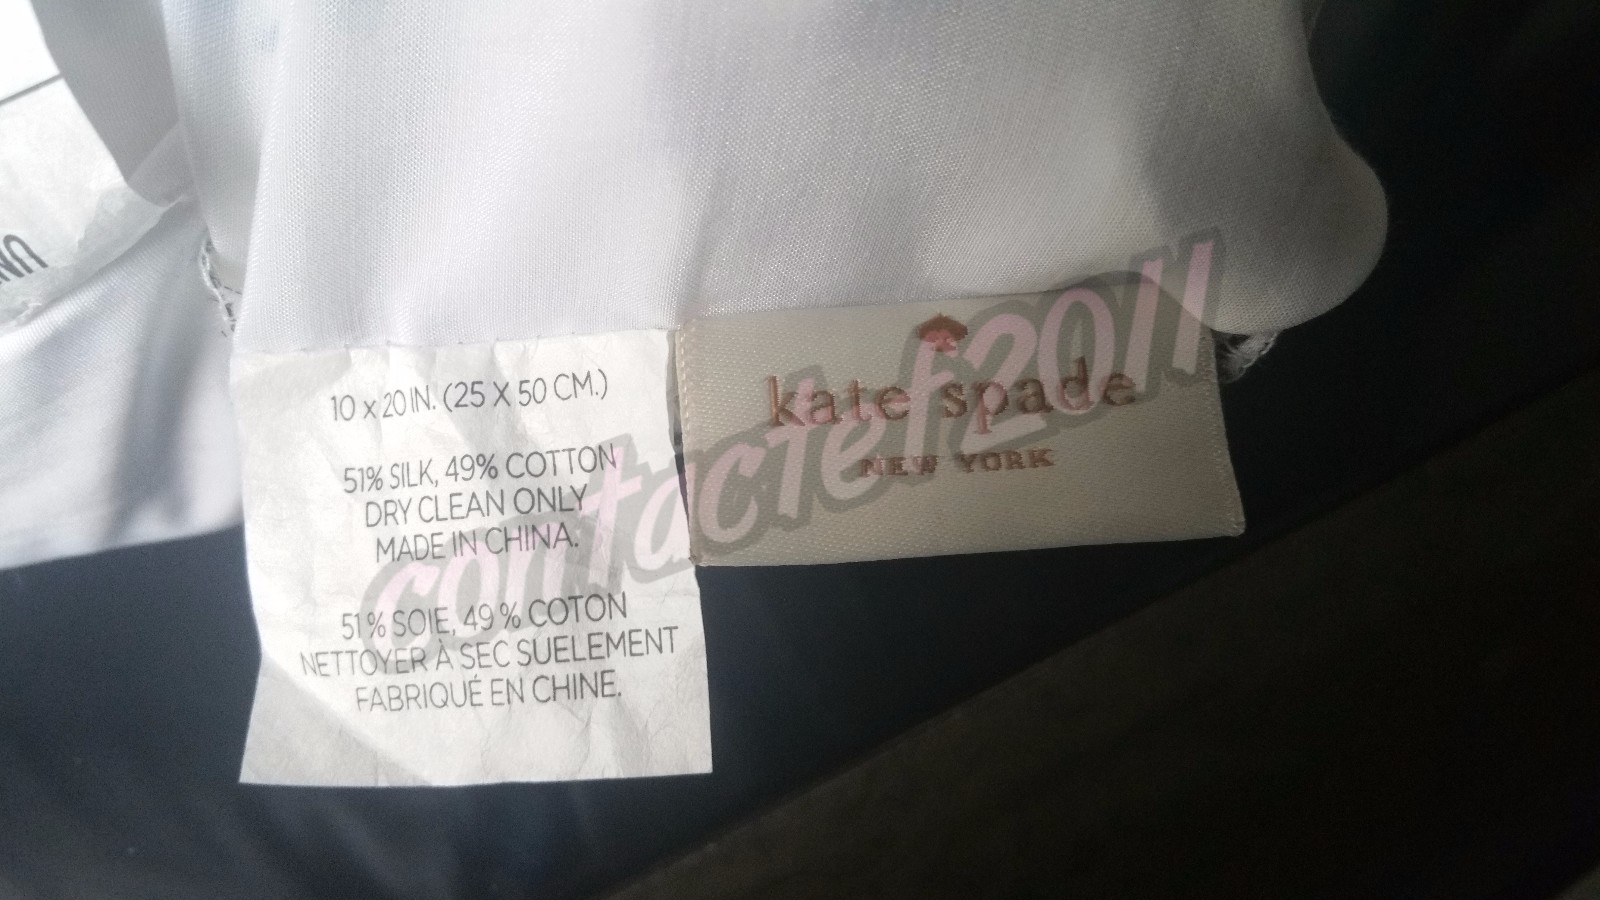 10 x 20 IN. (25 X 50 CM.)
51% SILK, 49% COTTON
DRY CLEAN ONLY
MADE IN CHINA.
51% SOIE, 49% COTON
NETTOYER À SEC SUELEMENT
FABRIQUÉ EN CHINE.
kate spade
NEW YORK
contactef2011